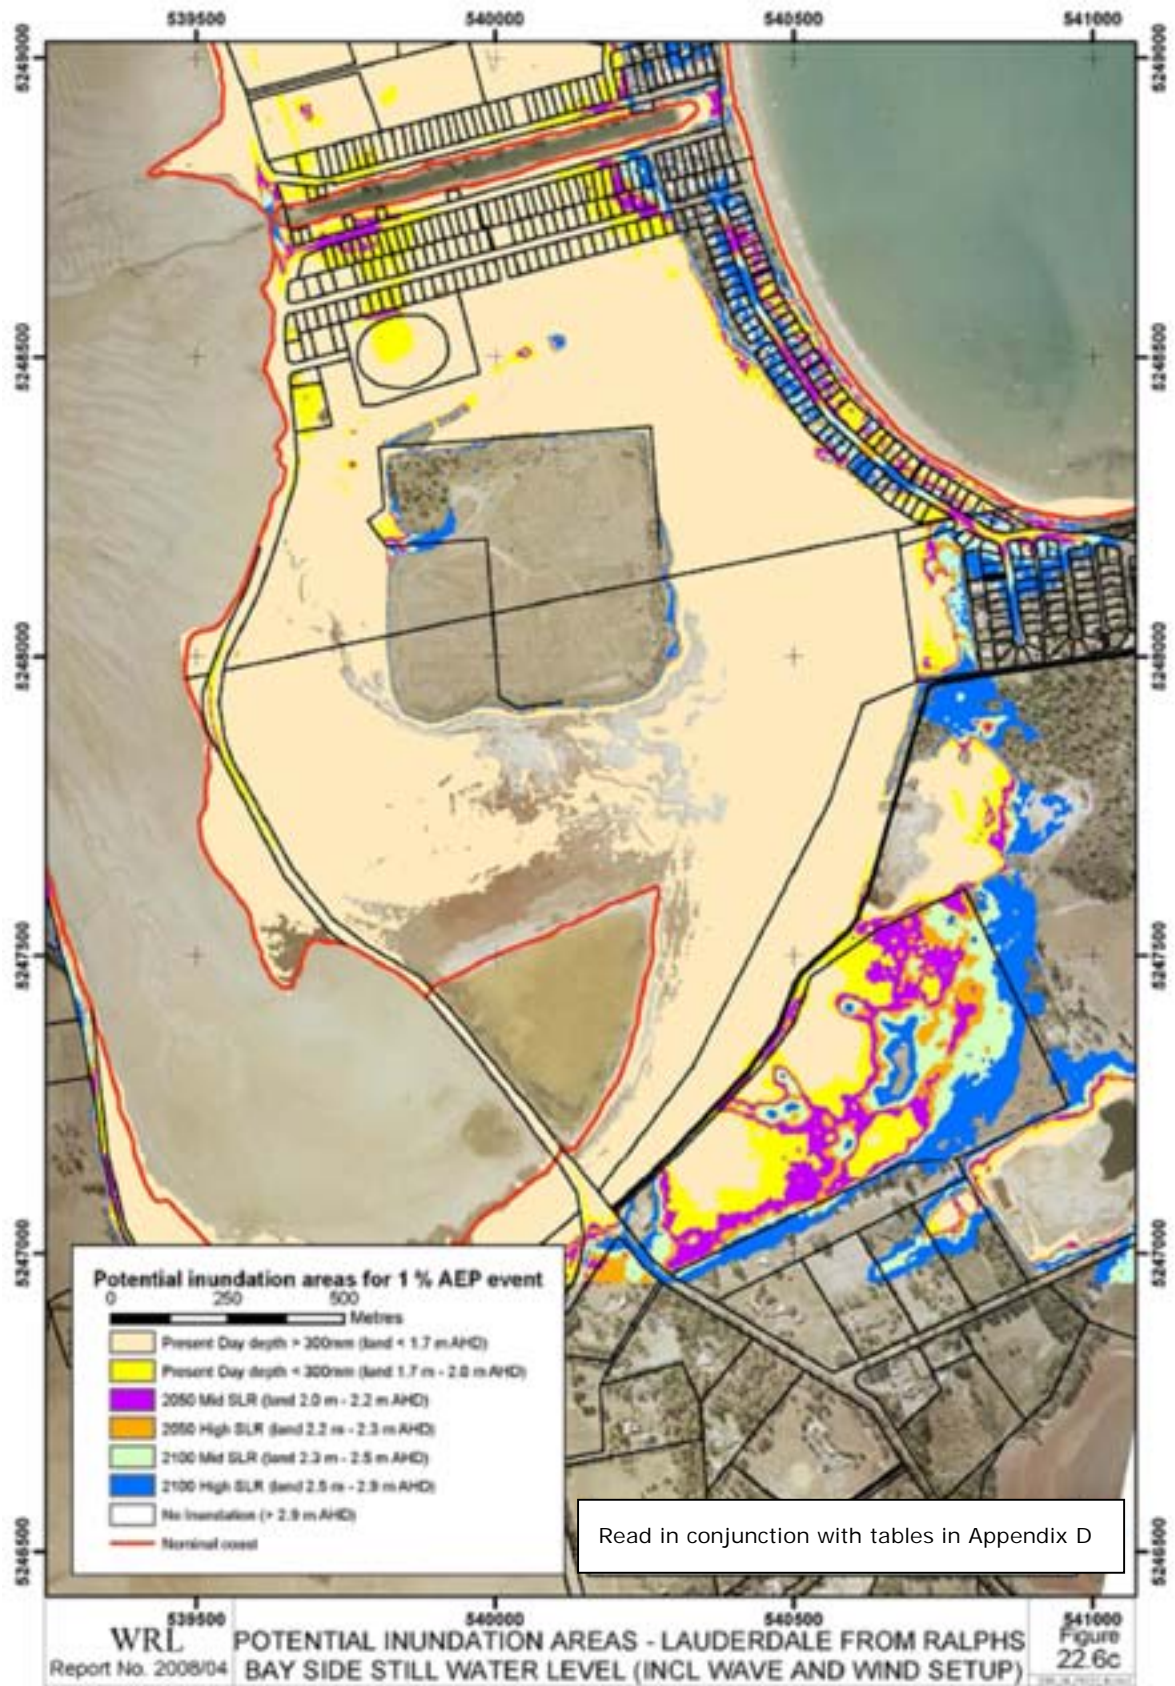 539500 540000 540500 541000
5249000 5249000
5248500 5248500
5248000 5248000
5247500 5247500
5247000 5247000
5246500 5246500
Potential inundation areas for 1 % AEP event
0 250 500
Metres
Present Day depth > 300mm (land < 1.7 m AHD)
Present Day depth < 300mm (land 1.7 m - 2.0 m AHD)
2050 Mid SLR (land 2.0 m - 2.2 m AHD)
2050 High SLR (land 2.2 m - 2.3 m AHD)
2100 Mid SLR (land 2.3 m - 2.5 m AHD)
2100 High SLR (land 2.5 m - 2.9 m AHD)
No Inundation (> 2.9 m AHD)
Nominal coast
Read in conjunction with tables in Appendix D
539500 540000 540500 541000
WRL
Report No. 2008/04
POTENTIAL INUNDATION AREAS - LAUDERDALE FROM RALPHS
BAY SIDE STILL WATER LEVEL (INCL WAVE AND WIND SETUP)
Figure
22.6c